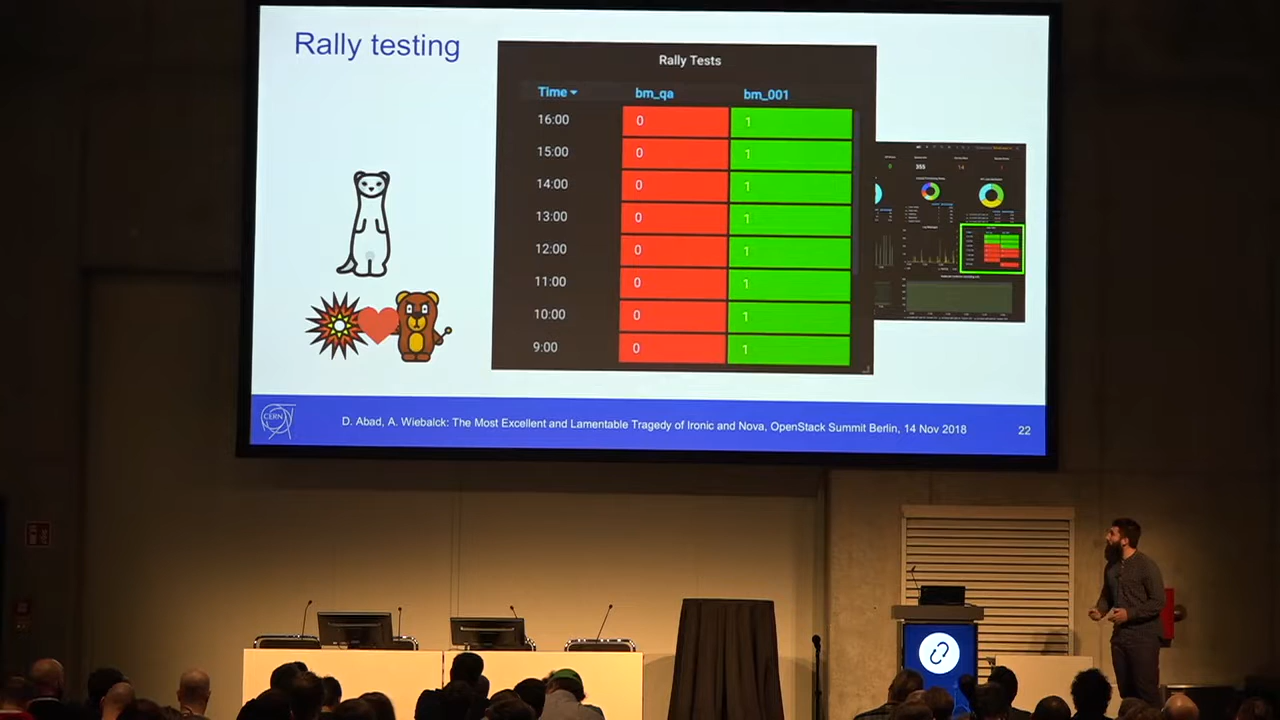 Rally testing
Rally Tests
Time bm_qa bm_001
16:00 0 1
15:00 0 1
14:00 0 1
13:00 0 1
12:00 0 1
11:00 0 1
10:00 0 1
9:00 0 1
CERN
D. Abad, A. Wiebalck: The Most Excellent and Lamentable Tragedy of Ironic and Nova, OpenStack Summit Berlin, 14 Nov 2018
22